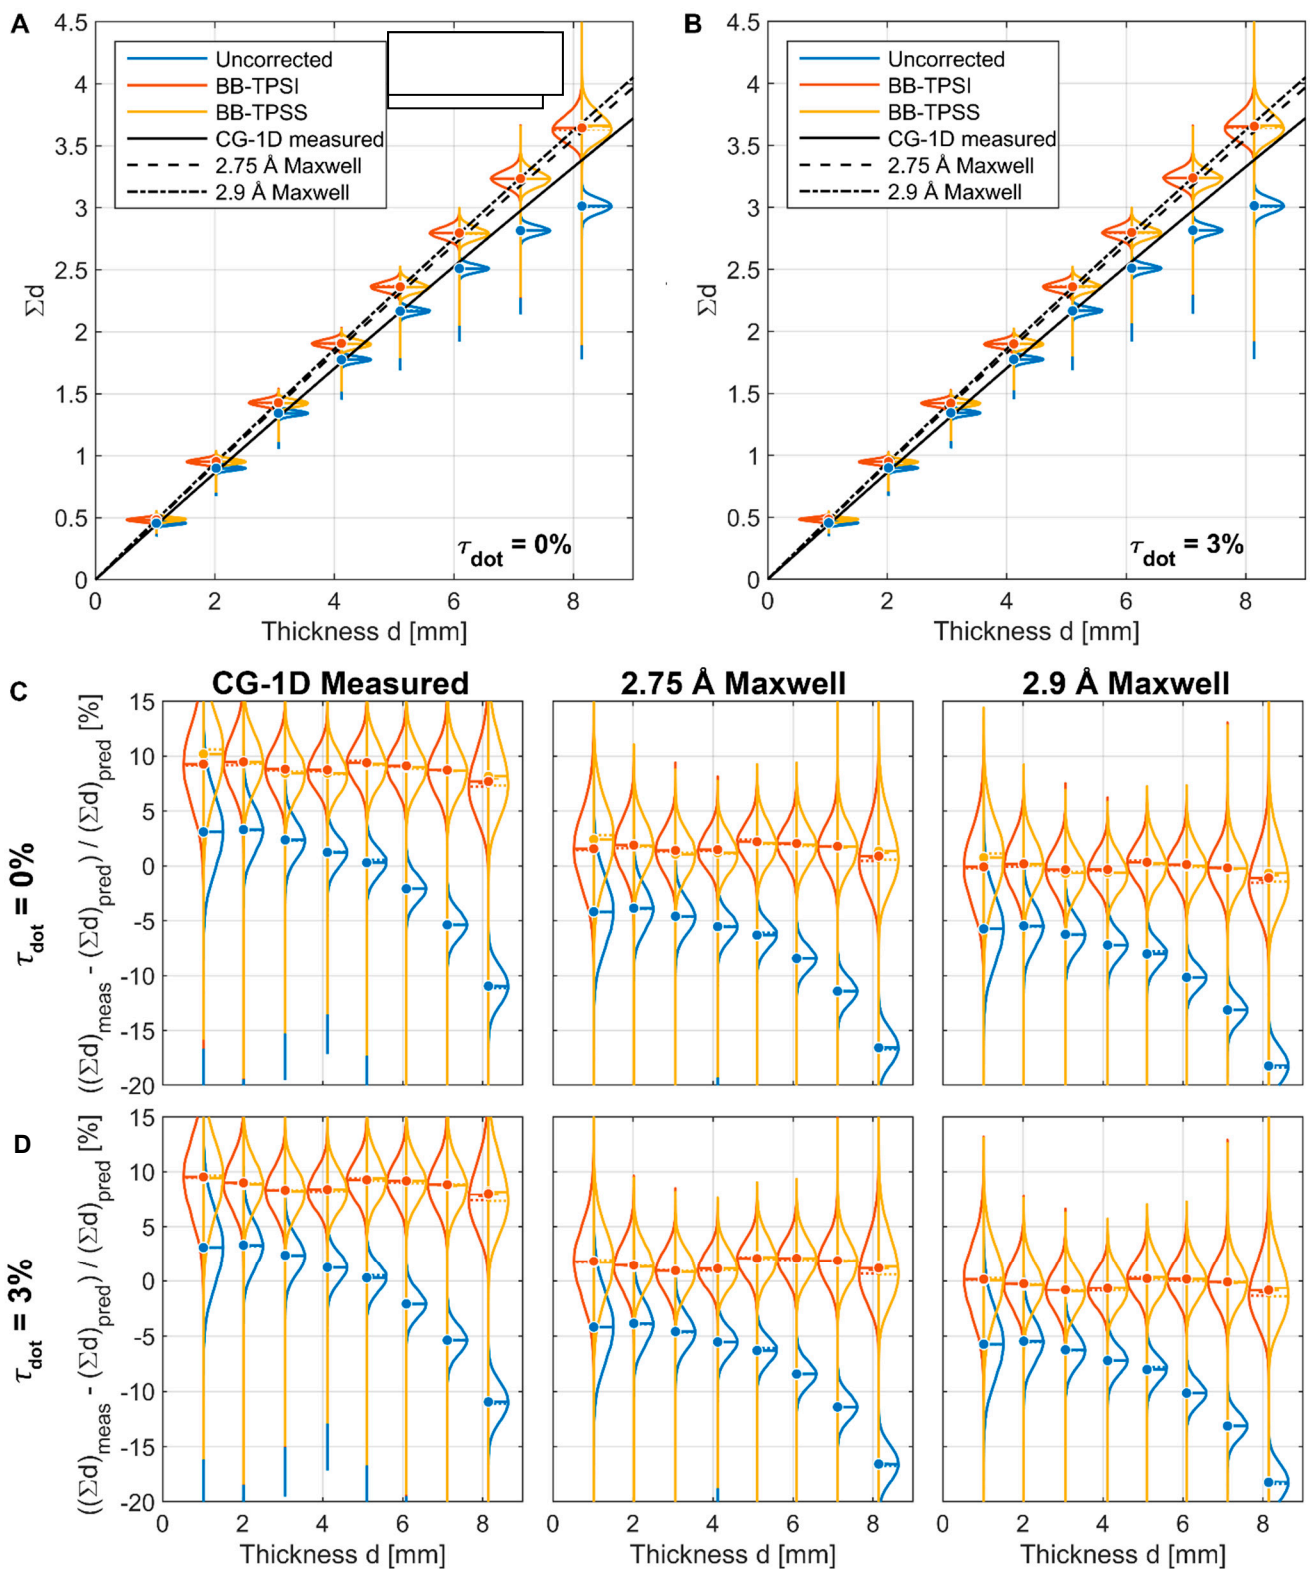 A
B
4.5
4
3.5
3
2.5
2
1.5
1
0.5
0
Σd
Uncorrected
BB-TPSI
BB-TPSS
CG-1D measured
2.75 Å Maxwell
2.9 Å Maxwell
τdot = 0%
0 2 4 6 8
Thickness d [mm]
4.5
4
3.5
3
2.5
2
1.5
1
0.5
0
Σd
Uncorrected
BB-TPSI
BB-TPSS
CG-1D measured
2.75 Å Maxwell
2.9 Å Maxwell
τdot = 3%
0 2 4 6 8
Thickness d [mm]
C
CG-1D Measured
2.75 Å Maxwell
2.9 Å Maxwell
τdot = 0%
((Σd)meas - (Σd)pred) / (Σd)pred [%]
15
10
5
0
-5
-10
-15
-20
D
τdot = 3%
((Σd)meas - (Σd)pred) / (Σd)pred [%]
15
10
5
0
-5
-10
-15
-20
0 2 4 6 8
0 2 4 6 8
0 2 4 6 8
Thickness d [mm]
Thickness d [mm]
Thickness d [mm]